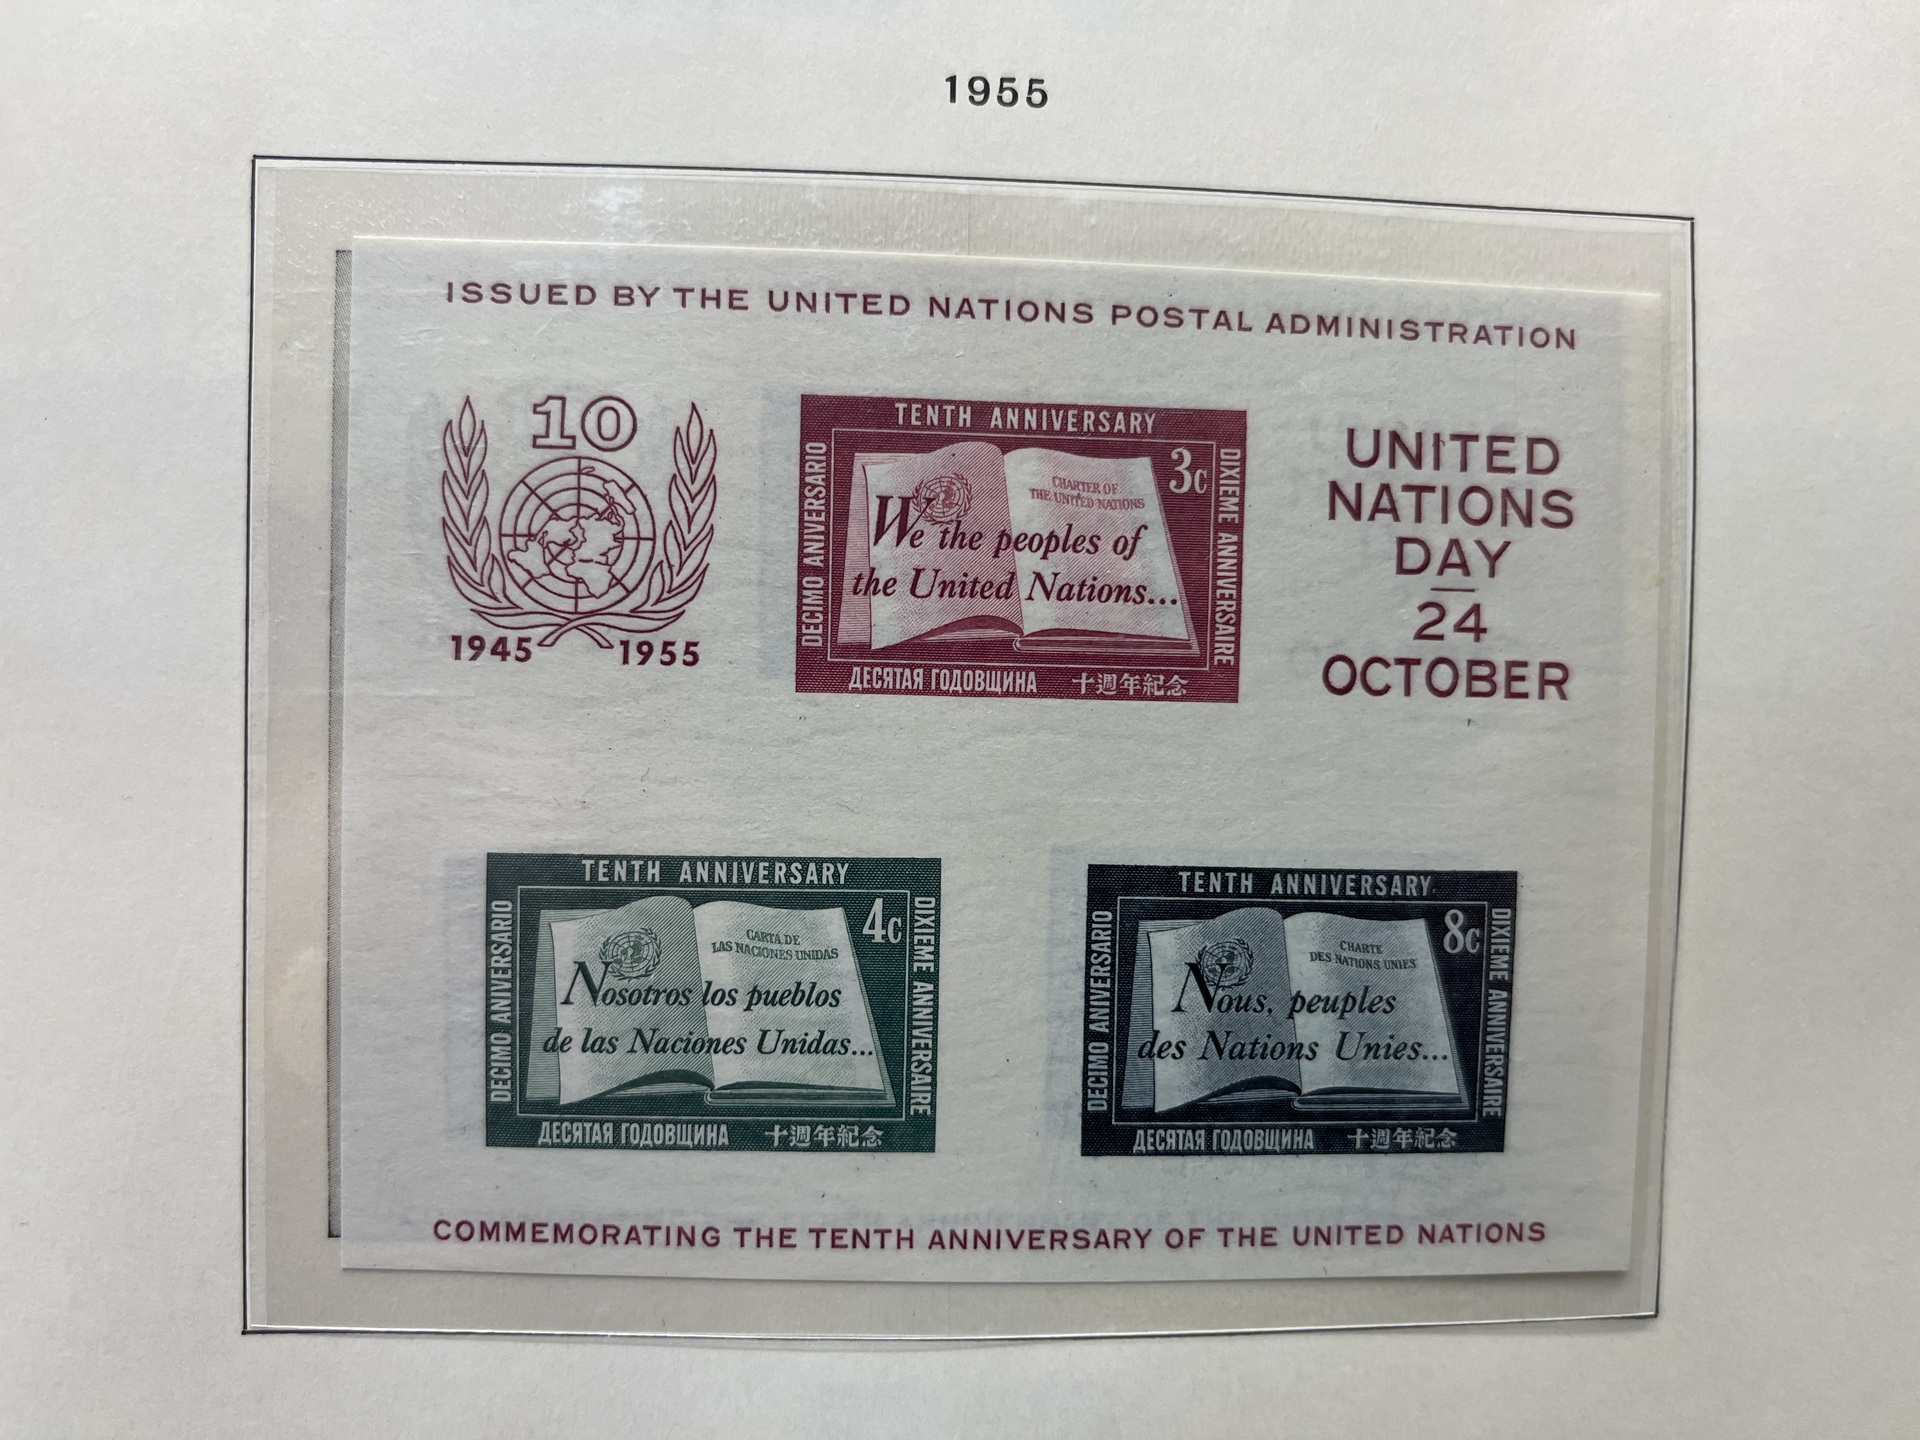 1955
ISSUED BY THE UNITED NATIONS POSTAL ADMINISTRATION
10
1945 1955
TENTH ANNIVERSARY
DECIMO ANIVERSARIO
3c
CHARTER OF
THE UNITED NATIONS
We the peoples of
the United Nations...
DIXIEME ANNIVERSAIRE
ДЕСЯТАЯ ГОДОВЩИНА 十週年紀念
UNITED
NATIONS
DAY
24
OCTOBER
TENTH ANNIVERSARY
DECIMO ANIVERSARIO
4c
CARTA DE
LAS NACIONES UNIDAS
Nosotros los pueblos
de las Naciones Unidas...
DIXIEME ANNIVERSAIRE
ДЕСЯТАЯ ГОДОВЩИНА 十週年紀念
TENTH ANNIVERSARY
DECIMO ANIVERSARIO
8c
CHARTE
DES NATIONS UNIES
Nous, peuples
des Nations Unies...
DIXIEME ANNIVERSAIRE
ДЕСЯТАЯ ГОДОВЩИНА 十週年紀念
COMMEMORATING THE TENTH ANNIVERSARY OF THE UNITED NATIONS